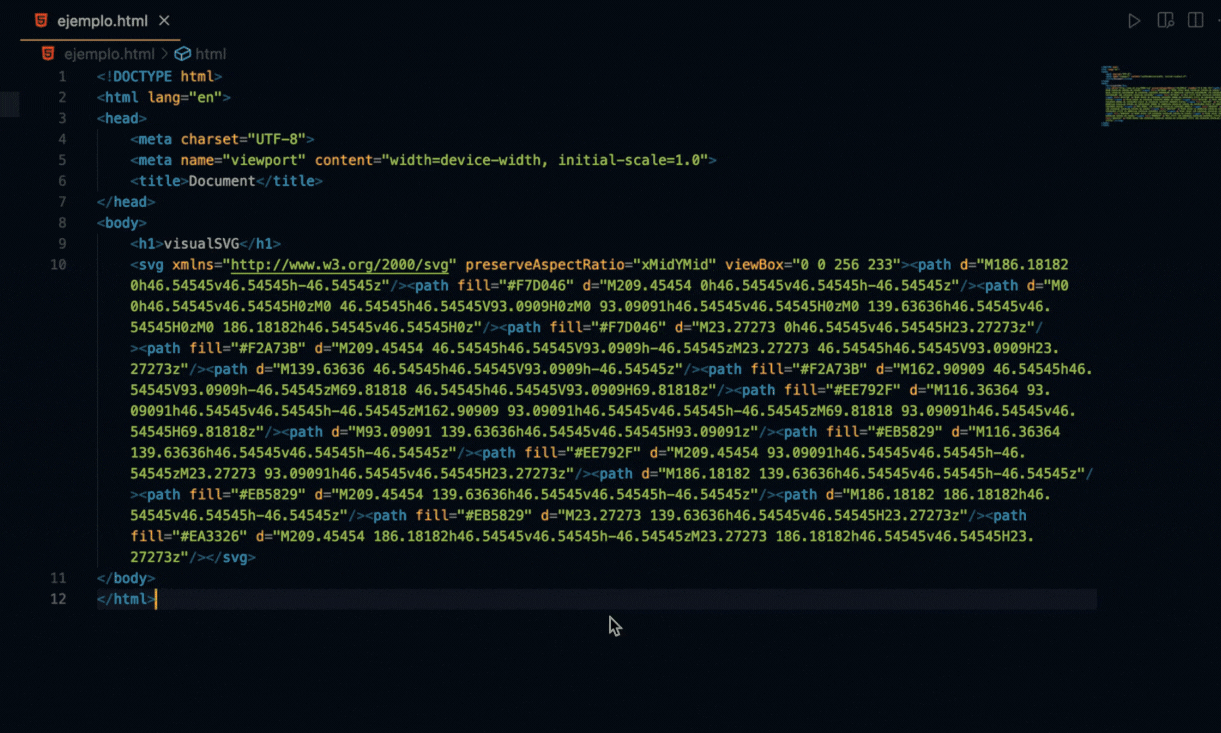 ejemplo.html
ejemplo.html > html
1 <!DOCTYPE html>
2 <html lang="en">
3 <head>
4 <meta charset="UTF-8">
5 <meta name="viewport" content="width=device-width, initial-scale=1.0">
6 <title>Document</title>
7 </head>
8 <body>
9 <h1>visualSVG</h1>
10 <svg xmlns="http://www.w3.org/2000/svg" preserveAspectRatio="xMidYMid" viewBox="0 0 256 233"><path d="M186.18182
0h46.54545v46.54545h-46.54545z"/><path fill="#F7D046" d="M209.45454 0h46.54545v46.54545h-46.54545z"/><path d="M0
0h46.54545v46.54545H0zM0 46.54545h46.54545V93.0909H0zM0 93.09091h46.54545v46.54545H0zM0 139.63636h46.54545v46.
54545H0zM0 186.18182h46.54545v46.54545H0z"/><path fill="#F7D046" d="M23.27273 0h46.54545v46.54545H23.27273z"/
><path fill="#F2A73B" d="M209.45454 46.54545h46.54545V93.0909h-46.54545zM23.27273 46.54545h46.54545V93.0909H23.
27273z"/><path d="M139.63636 46.54545h46.54545V93.0909h-46.54545z"/><path fill="#F2A73B" d="M162.90909 46.54545h46.
54545V93.0909h-46.54545zM69.81818 46.54545h46.54545V93.0909H69.81818z"/><path fill="#EE792F" d="M116.36364 93.
09091h46.54545v46.54545h-46.54545zM162.90909 93.09091h46.54545v46.54545h-46.54545zM69.81818 93.09091h46.54545v46.
54545H69.81818z"/><path d="M93.09091 139.63636h46.54545v46.54545H93.09091z"/><path fill="#EB5829" d="M116.36364
139.63636h46.54545v46.54545h-46.54545z"/><path fill="#EE792F" d="M209.45454 93.09091h46.54545v46.54545h-46.
54545zM23.27273 93.09091h46.54545v46.54545H23.27273z"/><path d="M186.18182 139.63636h46.54545v46.54545h-46.54545z"/
><path fill="#EB5829" d="M209.45454 139.63636h46.54545v46.54545h-46.54545z"/><path d="M186.18182 186.18182h46.
54545v46.54545h-46.54545z"/><path fill="#EB5829" d="M23.27273 139.63636h46.54545v46.54545H23.27273z"/><path
fill="#EA3326" d="M209.45454 186.18182h46.54545v46.54545h-46.54545zM23.27273 186.18182h46.54545v46.54545H23.
27273z"/></svg>
11 </body>
12 </html>